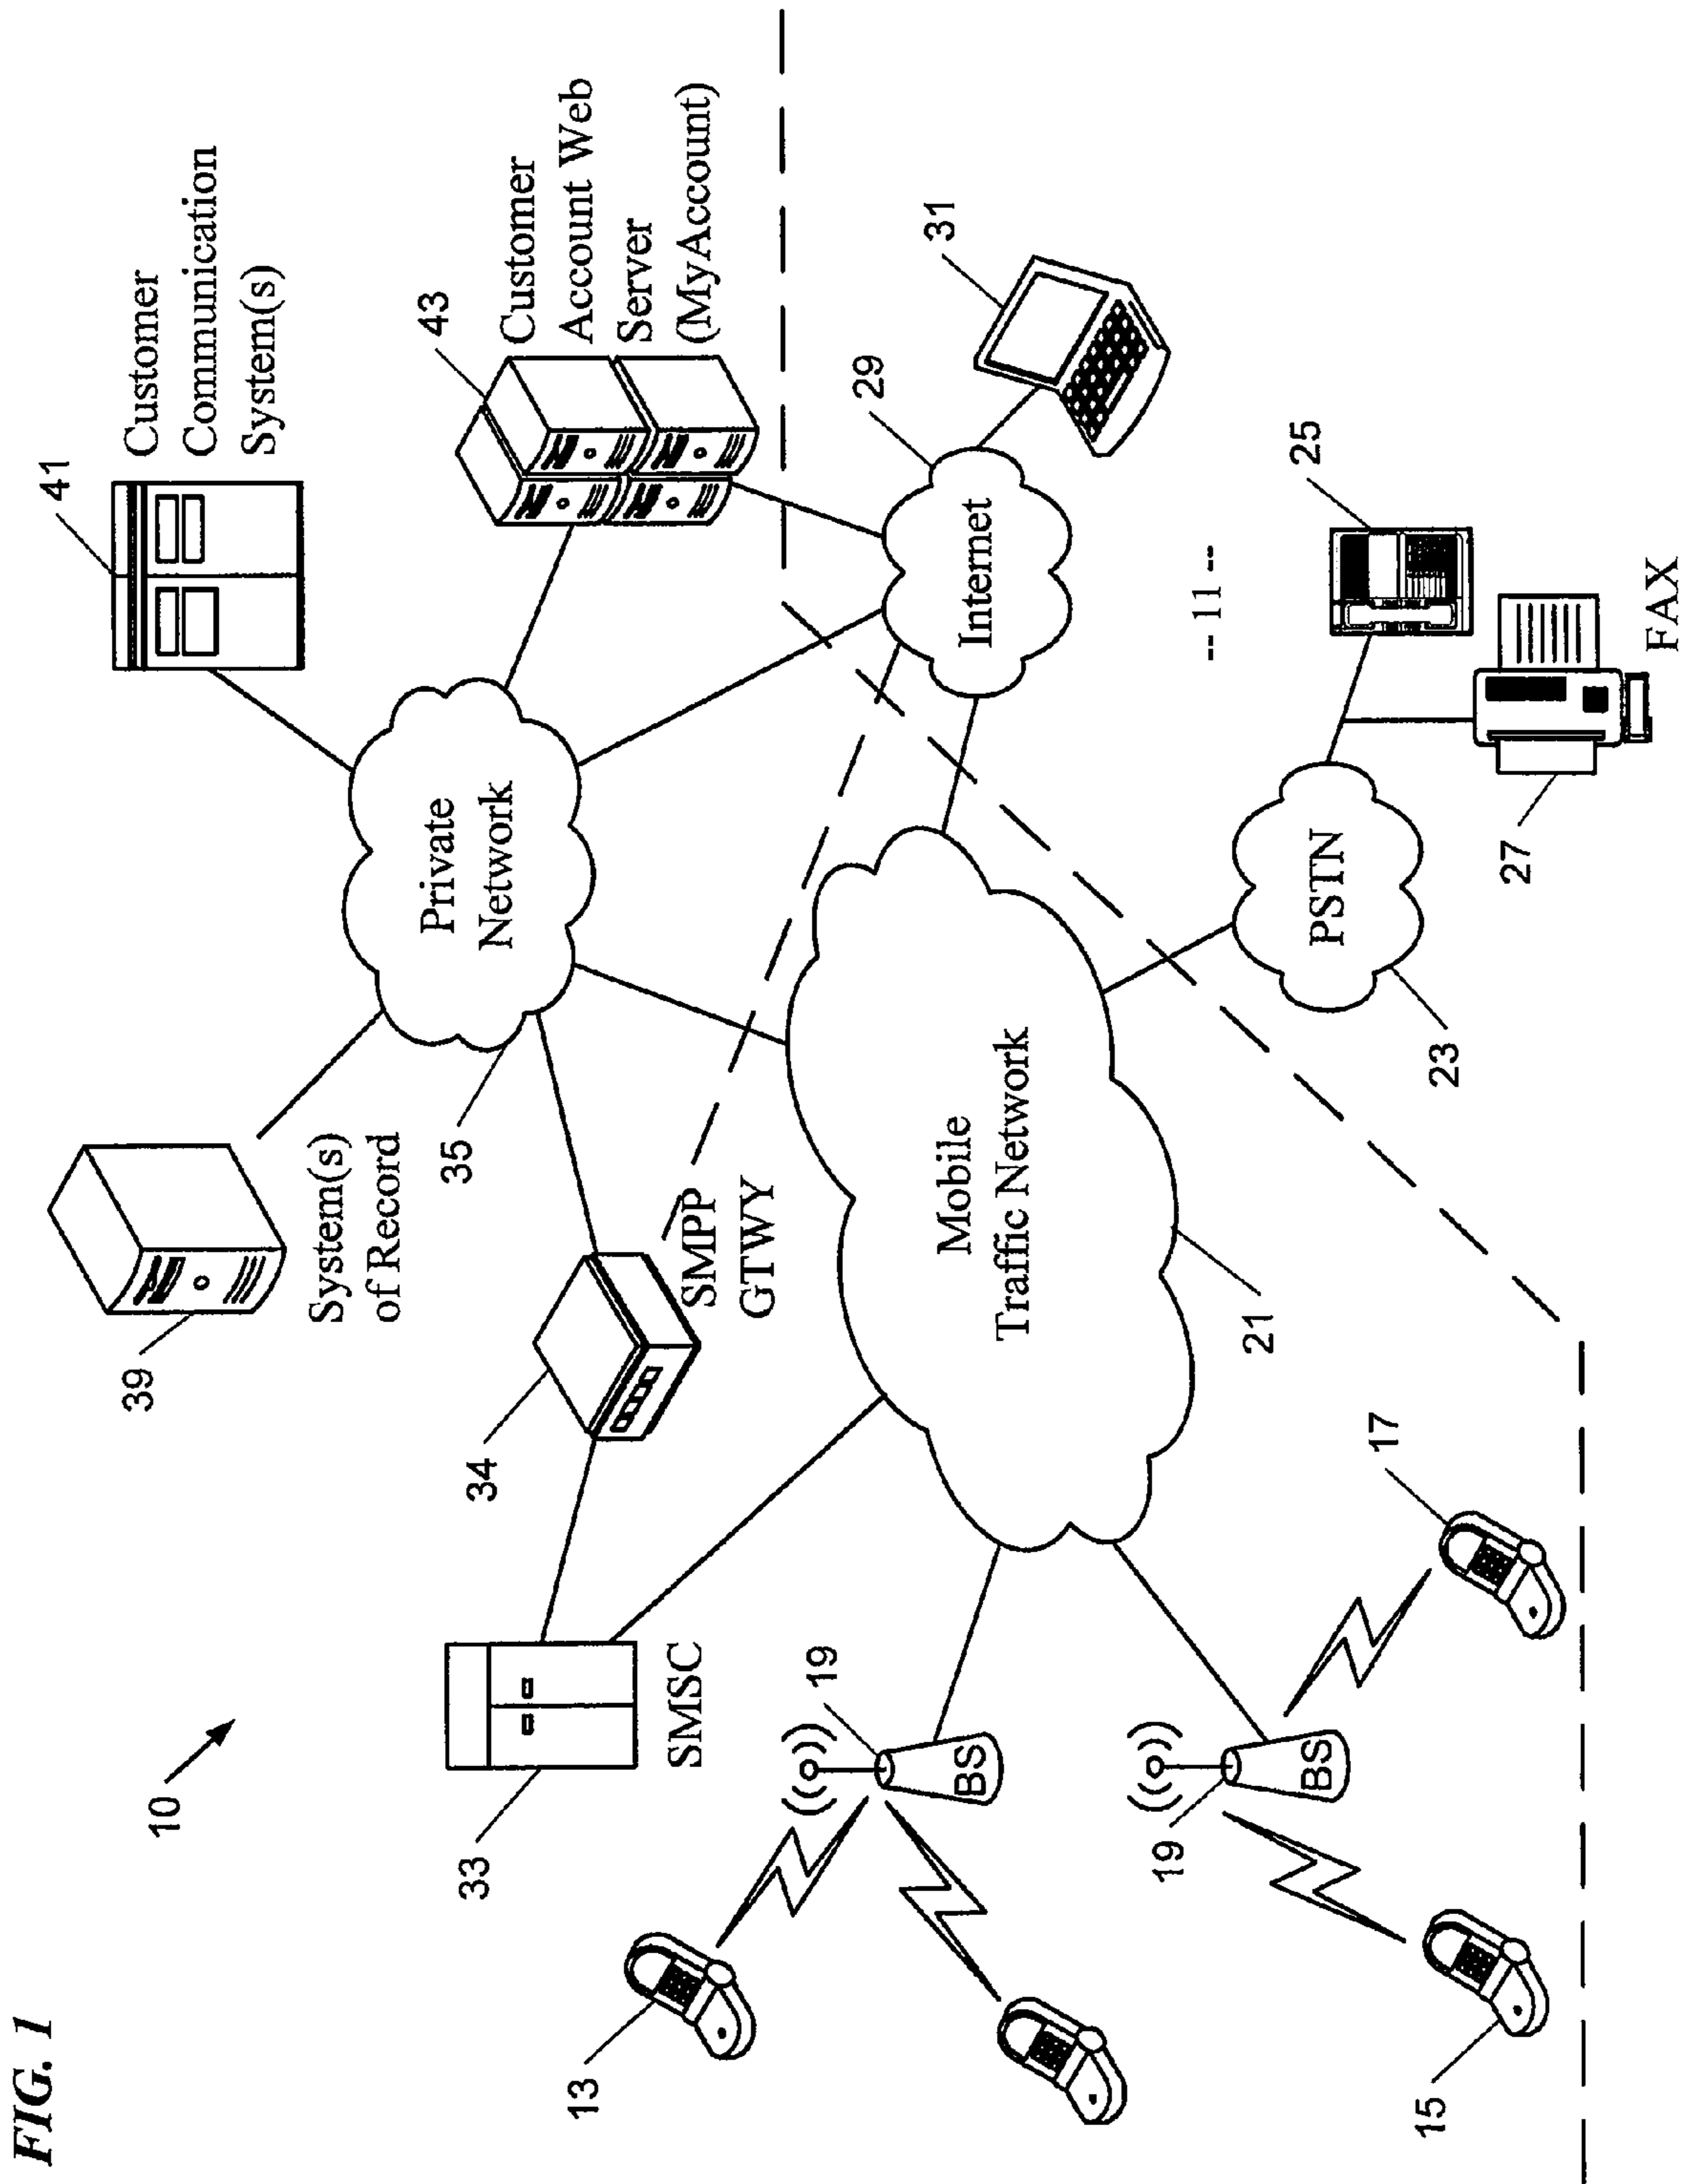 FIG. 1
10
39
System(s)
of Record
41
Customer
Communication
System(s)
33
SMSC
34
SMPP
GTWY
35
Private
Network
43
Customer
Account Web
Server
(MyAccount)
13
19
BS
Mobile
Traffic Network
21
Internet
29
31
19
BS
15
17
-- 11 --
PSTN
23
25
27
FAX